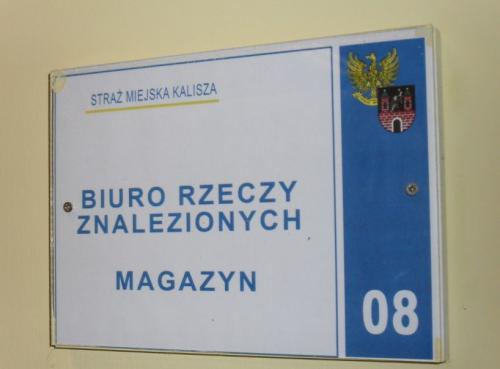 STRAŻ MIEJSKA KALISZA
BIURO RZECZY
ZNALEZIONYCH
MAGAZYN
08